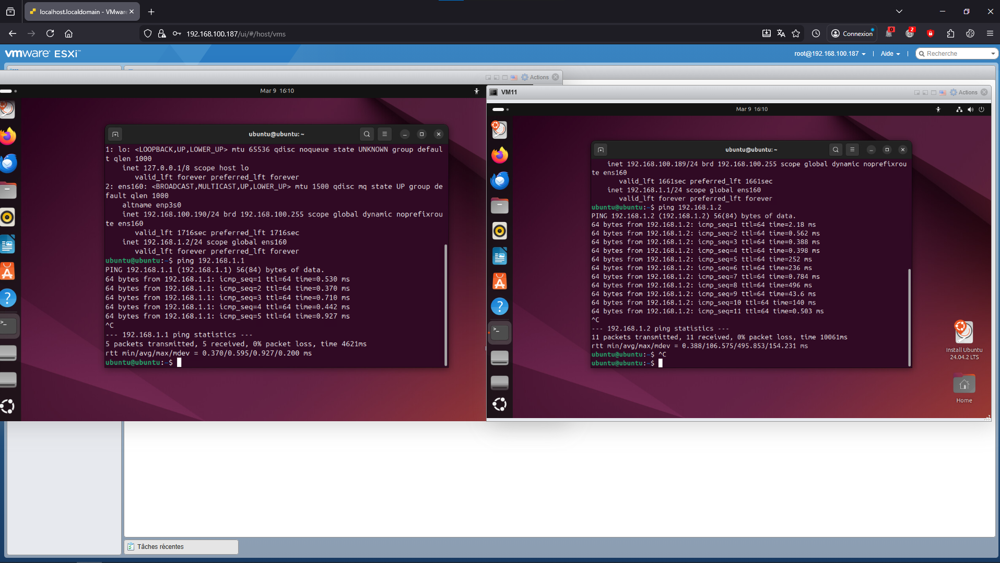 localhost.localdomain - VMware
192.168.100.187/ui/#/host/vms
Connexion
0
2
vmware ESXi™
root@192.168.100.187
Aide
Recherche
Actions
Mar 9 16:10
ubuntu@ubuntu: ~
1: lo: <LOOPBACK,UP,LOWER_UP> mtu 65536 qdisc noqueue state UNKNOWN group defaul
t qlen 1000
inet 127.0.0.1/8 scope host lo
valid_lft forever preferred_lft forever
2: ens160: <BROADCAST,MULTICAST,UP,LOWER_UP> mtu 1500 qdisc mq state UP group de
fault qlen 1000
altname enp3s0
inet 192.168.100.190/24 brd 192.168.100.255 scope global dynamic noprefixrou
te ens160
valid_lft 1716sec preferred_lft 1716sec
inet 192.168.1.2/24 scope global ens160
valid_lft forever preferred_lft forever
ubuntu@ubuntu:~$ ping 192.168.1.1
PING 192.168.1.1 (192.168.1.1) 56(84) bytes of data.
64 bytes from 192.168.1.1: icmp_seq=1 ttl=64 time=0.530 ms
64 bytes from 192.168.1.1: icmp_seq=2 ttl=64 time=0.370 ms
64 bytes from 192.168.1.1: icmp_seq=3 ttl=64 time=0.710 ms
64 bytes from 192.168.1.1: icmp_seq=4 ttl=64 time=0.442 ms
64 bytes from 192.168.1.1: icmp_seq=5 ttl=64 time=0.927 ms
^C
--- 192.168.1.1 ping statistics ---
5 packets transmitted, 5 received, 0% packet loss, time 4621ms
rtt min/avg/max/mdev = 0.370/0.595/0.927/0.200 ms
ubuntu@ubuntu:~$
VM11
Actions
Mar 9 16:10
ubuntu@ubuntu: ~
inet 192.168.100.189/24 brd 192.168.100.255 scope global dynamic noprefixrou
te ens160
valid_lft 1661sec preferred_lft 1661sec
inet 192.168.1.1/24 scope global ens160
valid_lft forever preferred_lft forever
ubuntu@ubuntu:~$ ping 192.168.1.2
PING 192.168.1.2 (192.168.1.2) 56(84) bytes of data.
64 bytes from 192.168.1.2: icmp_seq=1 ttl=64 time=2.18 ms
64 bytes from 192.168.1.2: icmp_seq=2 ttl=64 time=0.562 ms
64 bytes from 192.168.1.2: icmp_seq=3 ttl=64 time=0.388 ms
64 bytes from 192.168.1.2: icmp_seq=4 ttl=64 time=0.398 ms
64 bytes from 192.168.1.2: icmp_seq=5 ttl=64 time=252 ms
64 bytes from 192.168.1.2: icmp_seq=6 ttl=64 time=236 ms
64 bytes from 192.168.1.2: icmp_seq=7 ttl=64 time=0.784 ms
64 bytes from 192.168.1.2: icmp_seq=8 ttl=64 time=496 ms
64 bytes from 192.168.1.2: icmp_seq=9 ttl=64 time=43.6 ms
64 bytes from 192.168.1.2: icmp_seq=10 ttl=64 time=140 ms
64 bytes from 192.168.1.2: icmp_seq=11 ttl=64 time=0.503 ms
^C
--- 192.168.1.2 ping statistics ---
11 packets transmitted, 11 received, 0% packet loss, time 10061ms
rtt min/avg/max/mdev = 0.388/106.575/495.853/154.231 ms
ubuntu@ubuntu:~$ ^C
ubuntu@ubuntu:~$
Install Ubuntu
24.04.2 LTS
Home
Tâches récentes